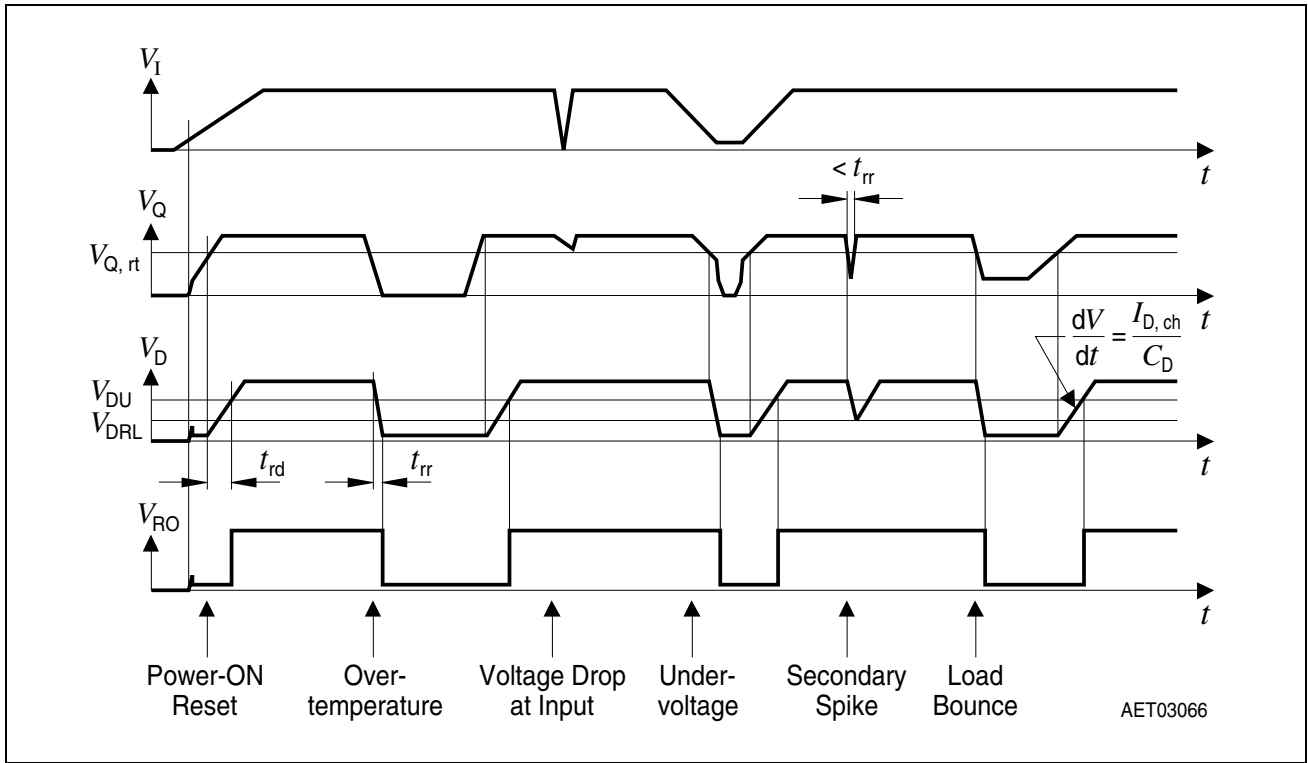 V_I
t
< t_rr
V_Q
V_Q, rt
t
dV/dt = I_D, ch/C_D
V_D
V_DU
V_DRL
t
t_rd
t_rr
V_RO
t
Power-ON
Reset
Over-
temperature
Voltage Drop
at Input
Under-
voltage
Secondary
Spike
Load
Bounce
AET03066